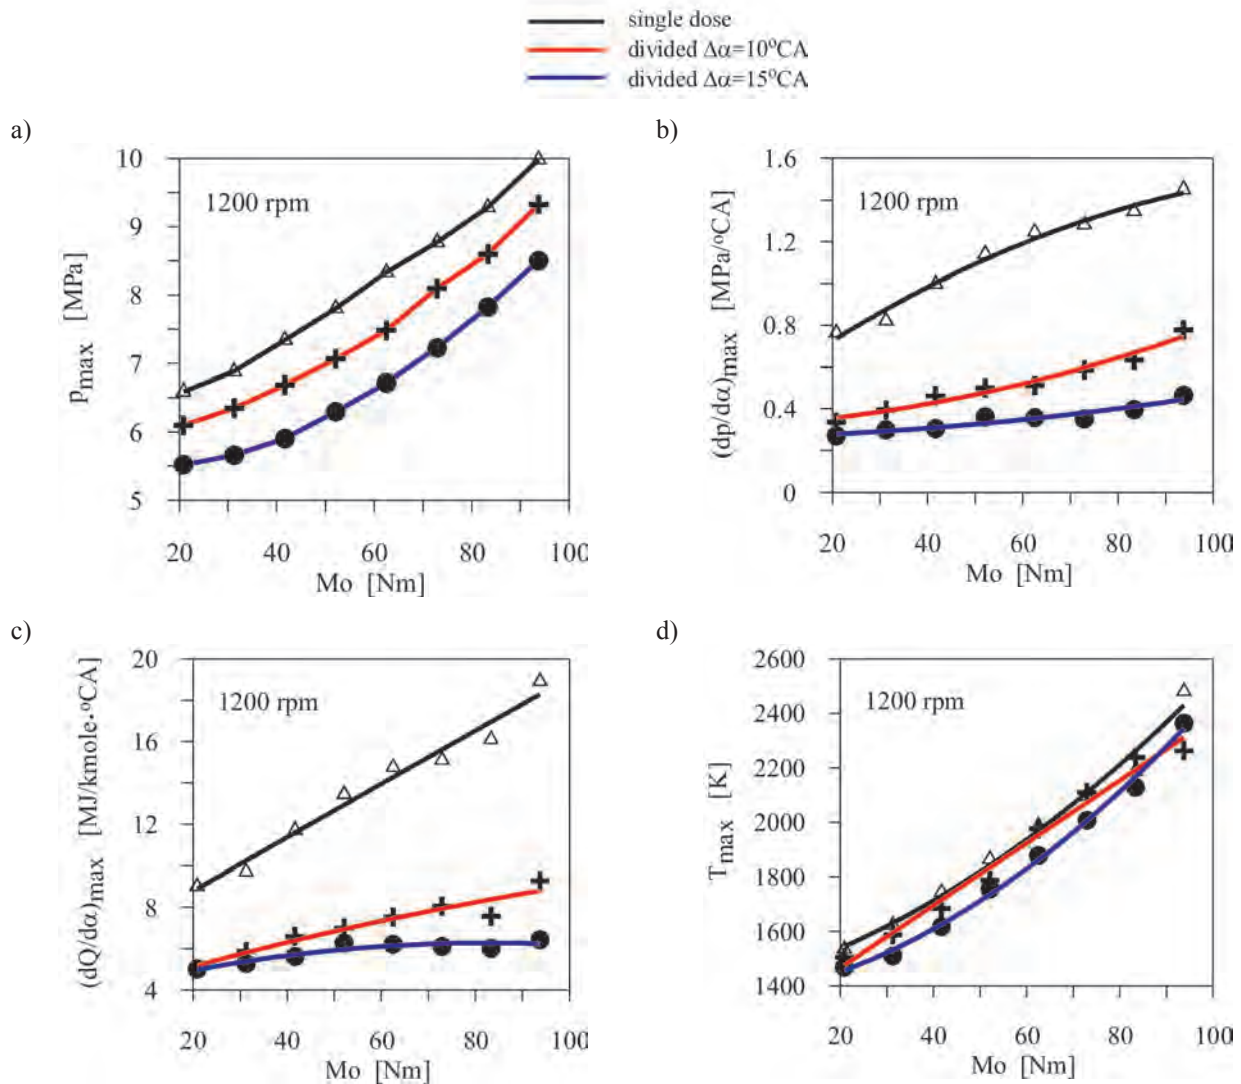 single dose
divided Δα=10°CA
divided Δα=15°CA
a)
10
9
8
7
6
5
p_max [MPa]
1200 rpm
20 40 60 80 100
Mo [Nm]
b)
1.6
1.2
0.8
0.4
0
(dp/dα)max [MPa/°CA]
1200 rpm
20 40 60 80 100
Mo [Nm]
c)
20
16
12
8
4
(dQ/dα)max [MJ/kmole·°CA]
1200 rpm
20 40 60 80 100
Mo [Nm]
d)
2600
2400
2200
2000
1800
1600
1400
T_max [K]
1200 rpm
20 40 60 80 100
Mo [Nm]